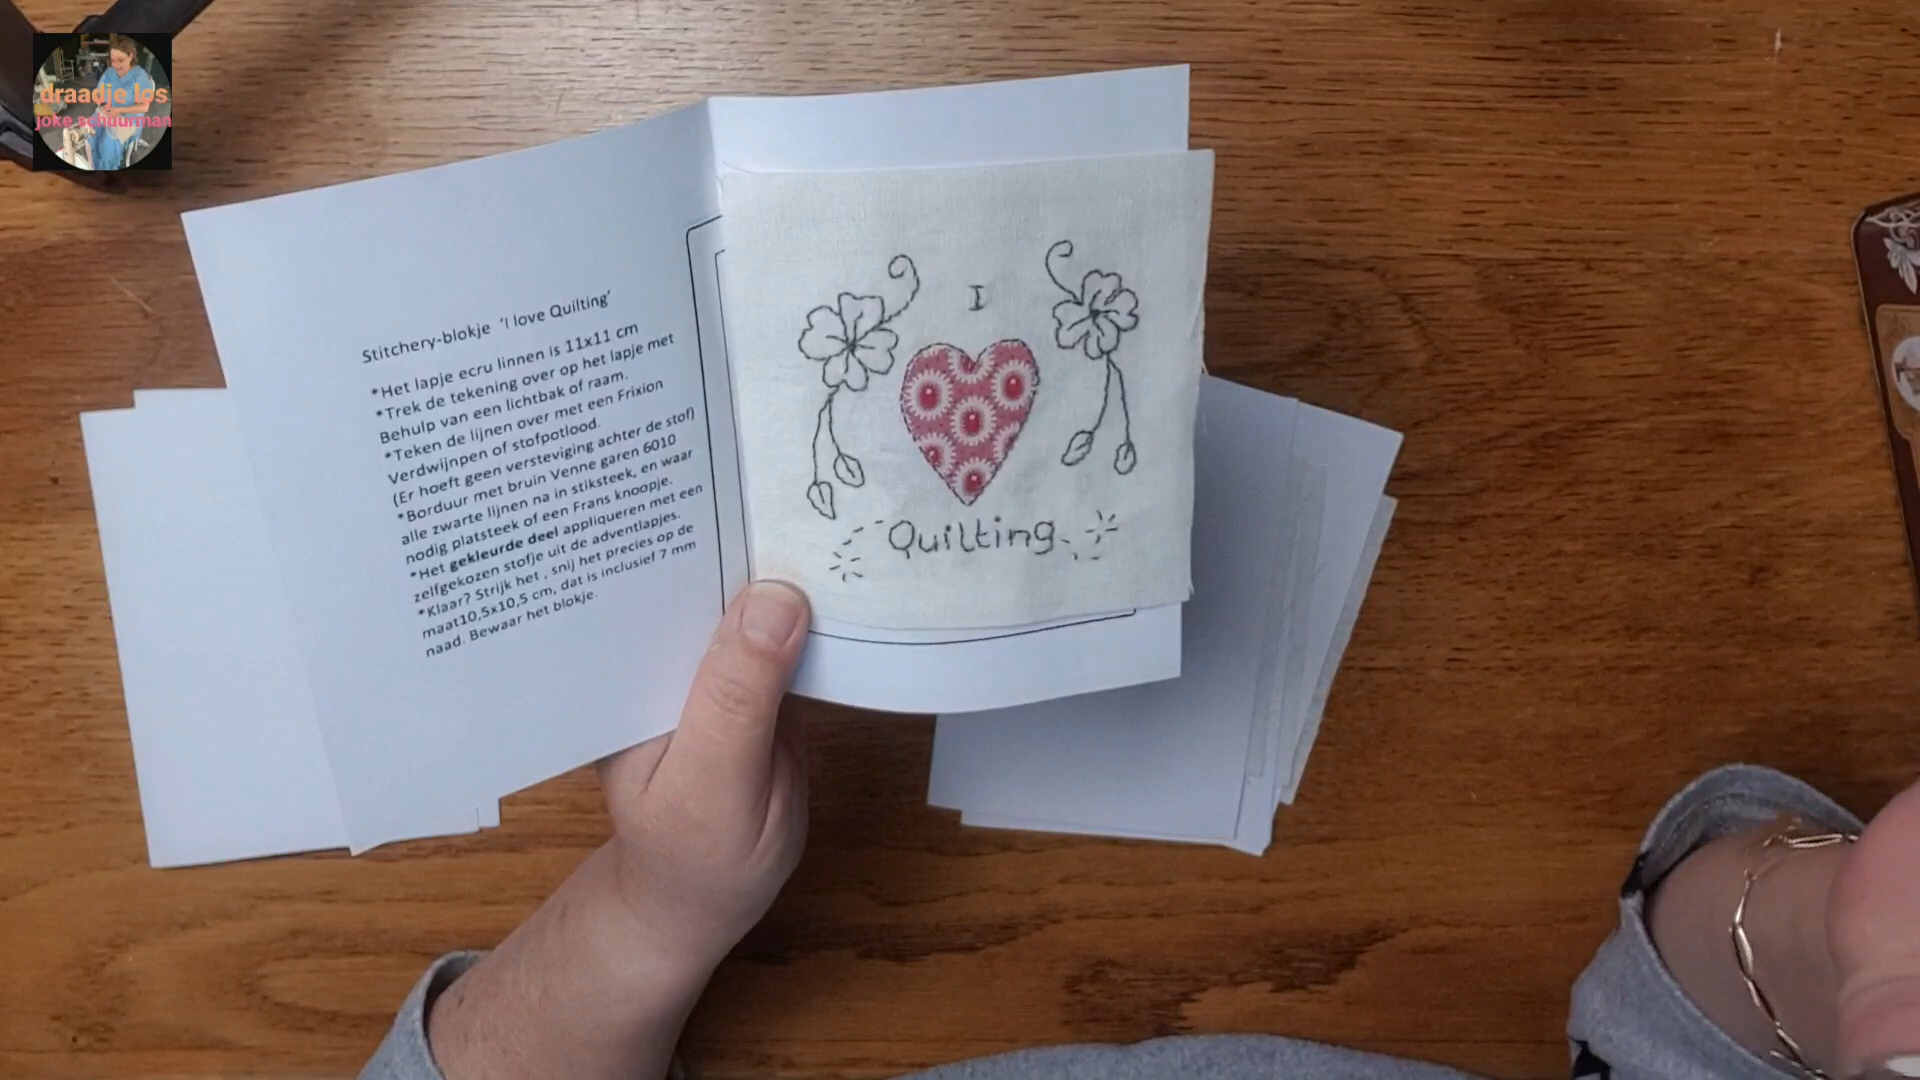 draadje los
joke schuurman
Stitchery-blokje ‘I love Quilting’
*Het lapje ecru linnen is 11x11 cm
*Trek de tekening over op het lapje met
Behulp van een lichtbak of raam.
*Teken de lijnen over met een Frixion
Verdwijnpen of stofpotlood.
(Er hoeft geen versteviging achter de stof)
*Borduur met bruin Venne garen 6010
alle zwarte lijnen na in stiksteek, en waar
nodig platsteek of een Frans knoopje.
*Het gekleurde deel appliqueren met een
zelfgekozen stofje uit de adventlapjes.
*Klaar? Strijk het , snij het precies op de
maat10,5x10,5 cm, dat is inclusief 7 mm
naad. Bewaar het blokje.
I
Quilting